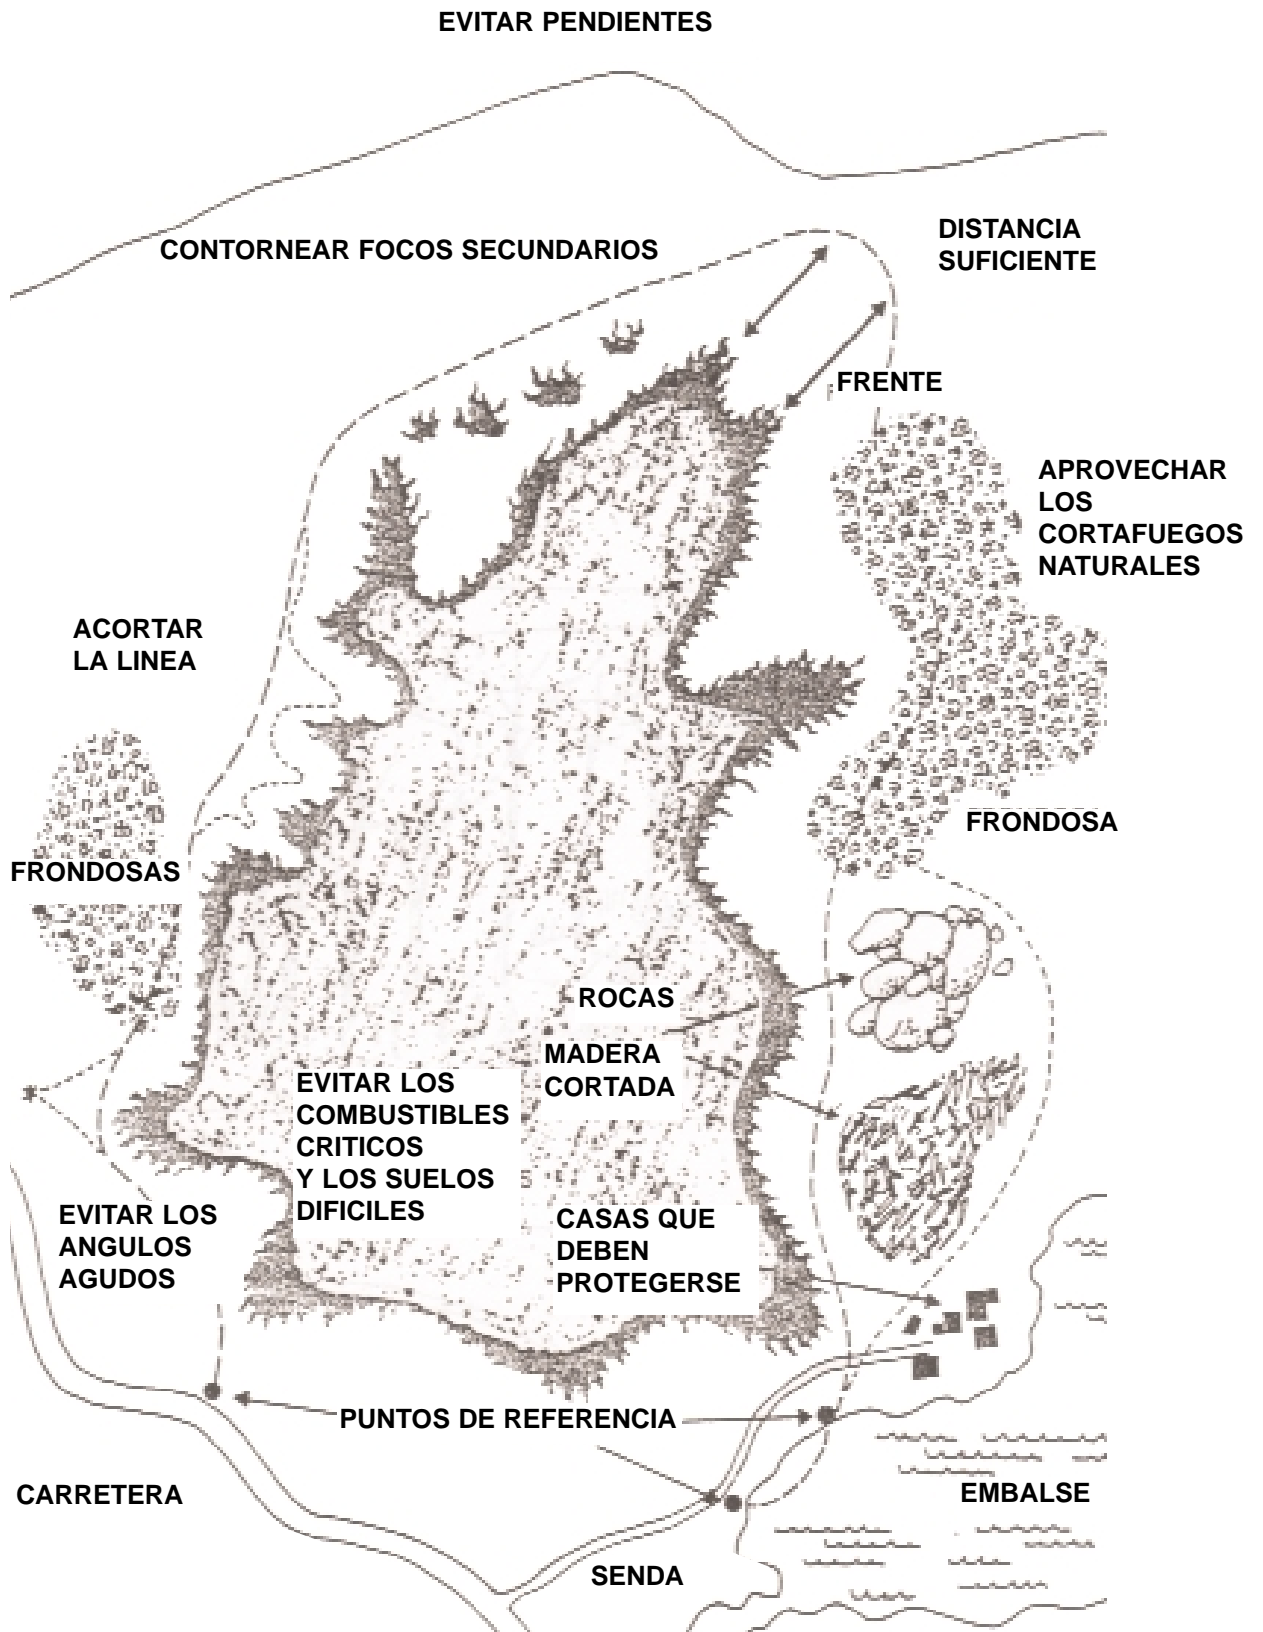 EVITAR PENDIENTES
CONTORNEAR FOCOS SECUNDARIOS
DISTANCIA
SUFICIENTE
FRENTE
APROVECHAR
LOS
CORTAFUEGOS
NATURALES
ACORTAR
LA LINEA
FRONDOSA
FRONDOSAS
ROCAS
MADERA
CORTADA
EVITAR LOS
COMBUSTIBLES
CRITICOS
Y LOS SUELOS
DIFICILES
CASAS QUE
DEBEN
PROTEGERSE
EVITAR LOS
ANGULOS
AGUDOS
PUNTOS DE REFERENCIA
CARRETERA
EMBALSE
SENDA